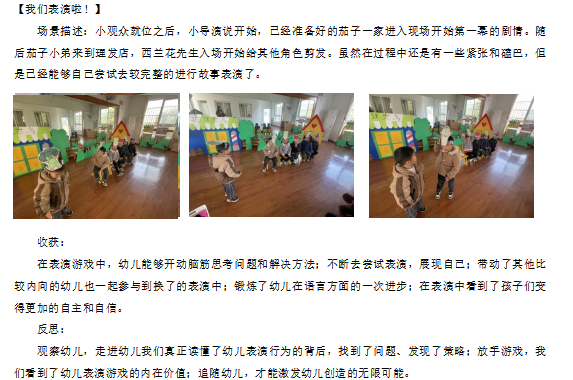 【我们表演啦！】
场景描述：小观众就位之后，小导演说开始，已经准备好的茄子一家进入现场开始第一幕的剧情。随
后茄子小弟来到理发店，西兰花先生入场开始给其他角色剪发。虽然在过程中还是有一些紧张和磕巴，但
是已经能够自己尝试去较完整的进行故事表演了。
收获：
在表演游戏中，幼儿能够开动脑筋思考问题和解决方法；不断去尝试表演，展现自己；带动了其他比
较内向的幼儿也一起参与到换了的表演中；锻炼了幼儿在语言方面的一次进步；在表演中看到了孩子们变
得更加的自主和自信。
反思：
观察幼儿，走进幼儿我们真正读懂了幼儿表演行为的背后，找到了问题、发现了策略；放手游戏，我
们看到了幼儿表演游戏的内在价值；追随幼儿，才能激发幼儿创造的无限可能。